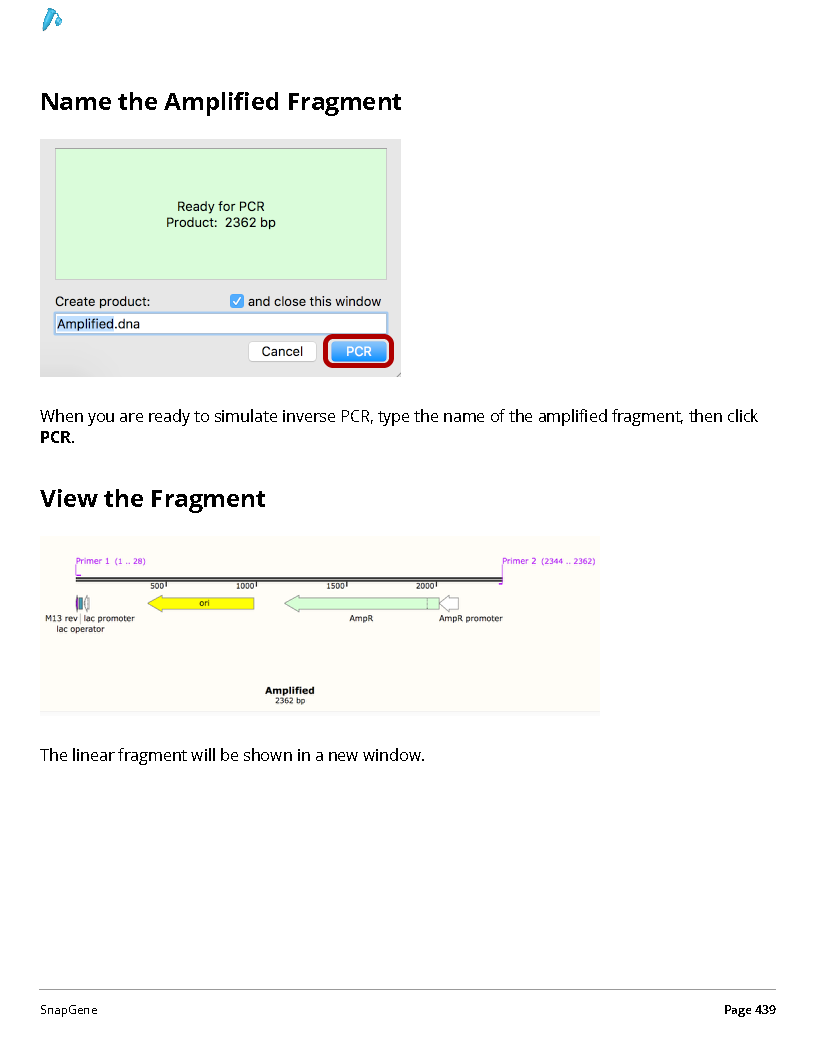 Name the Amplified Fragment
Ready for PCR
Product: 2362 bp
Create product:
and close this window
Amplified.dna
Cancel
PCR
When you are ready to simulate inverse PCR, type the name of the amplified fragment, then click
PCR.
View the Fragment
Primer 1 (1 .. 28)
Primer 2 (2344 .. 2362)
500
1000
1500
2000
ori
M13 rev
lac promoter
AmpR
AmpR promoter
lac operator
Amplified
2362 bp
The linear fragment will be shown in a new window.
SnapGene
Page 439